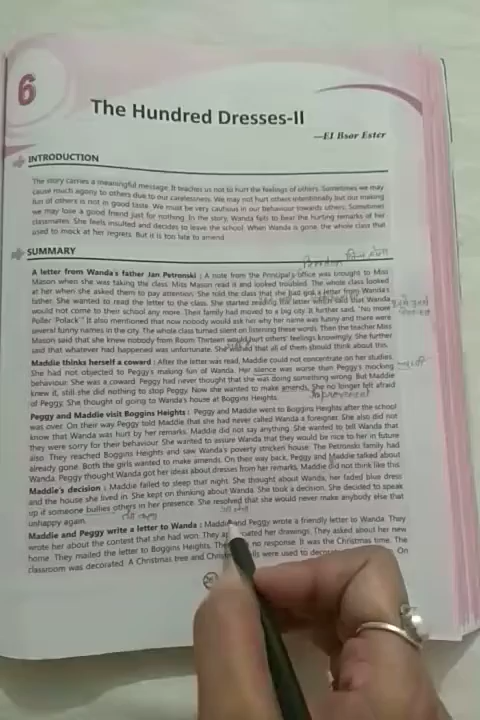 6
The Hundred Dresses-II
—El Bsor Ester
INTRODUCTION
The story carries a meaningful message. It teaches us not to hurt the feelings of others. Sometimes we may
cause much agony to others due to our carelessness. We may not hurt others intentionally but our making
fun of others is not in good taste. We must be very cautious in our behaviour towards others. Sometimes
we may lose a good friend just for nothing. In the story, Wanda fails to bear the hurting remarks of her
classmates. She feels insulted and decides to leave the school. When Wanda is gone, the whole class that
used to mock at her regrets. But it is too late to amend.
SUMMARY
A letter from Wanda's father Jan Petronski : A note from the Principal's office was brought to Miss
Mason when she was taking the class. Miss Mason read it and looked troubled. The whole class looked
at her when she asked them to pay attention. She told the class that she had got a letter from Wanda's
father. She wanted to read the letter to the class. She started reading the letter which said that Wanda
would not come to their school any more. Their family had moved to a big city. It further said, 'You more
Poller 'Polack'.' It also mentioned that now nobody would ask her why her name was funny and there were
several funny names in the city. The whole class turned silent on listening these words. Then the teacher Miss
Mason said that she knew nobody from Room Thirteen would hurt others' feelings knowingly. She further
said that whatever had happened was unfortunate. She wished that all of them should think about this.
Maddie thinks herself a coward : After the letter was read, Maddie could not concentrate on her studies.
She had not objected to Peggy's making fun of Wanda. Her silence was worse than Peggy's mocking
behaviour. She was a coward. Peggy had never thought that she was doing something wrong. But Maddie
knew it, still she did nothing to stop Peggy. Now she wanted to make amends. She no longer felt afraid
of Peggy. She thought of going to Wanda's house at Boggins Heights.
Improvement
Peggy and Maddie visit Boggins Heights : Peggy and Maddie went to Boggins Heights after the school
was over. On their way Peggy told Maddie that she had never called Wanda a foreigner. She also did not
know that Wanda was hurt by her remarks. Maddie did not say anything. She wanted to tell Wanda that
they were sorry for their behaviour. She wanted to assure Wanda that they would be nice to her in future
also. They reached Boggins Heights and saw Wanda's poverty stricken house. The Petronski family had
already gone. Both the girls wanted to make amends. On their way back, Peggy and Maddie talked about
Wanda. Peggy thought Wanda got her ideas about dresses from her remarks. Maddie did not think like this.
Maddie's decision : Maddie failed to sleep that night. She thought about Wanda, her faded blue dress
and the house she lived in. She kept on thinking about Wanda. She took a decision. She decided to speak
up if someone bullies others in her presence. She resolved that she would never make anybody else that
unhappy again.
Maddie and Peggy write a letter to Wanda : Maddie and Peggy wrote a friendly letter to Wanda. They
wrote her about the contest that she had won. They her drawings. They asked about her new
home. They mailed the letter to Boggins Heights. no response. It was the Christmas time. The
classroom was decorated. A Christmas tree and were used to On